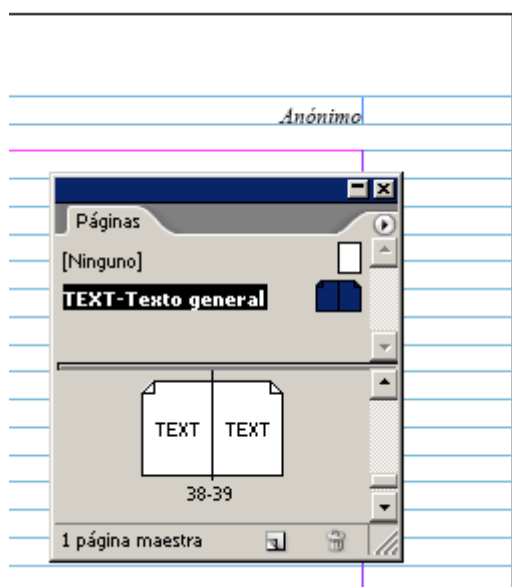 Anónimo
Páginas
[Ninguno]
TEXT-Texto general
TEXT TEXT
38-39
1 página maestra